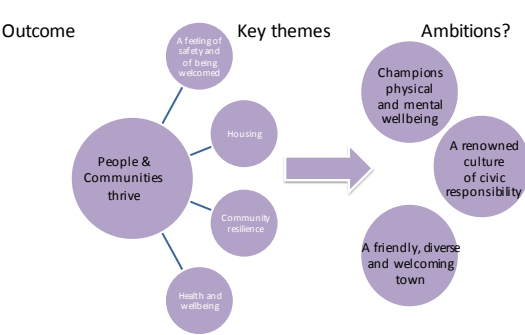 Outcome
Key themes
Ambitions?
A feeling of
safety and
of being
welcomed
Housing
People &
Communities
thrive
Community
resilience
Health and
wellbeing
Champions
physical
and mental
wellbeing
A renowned
culture
of civic
responsibility
A friendly, diverse
and welcoming
town